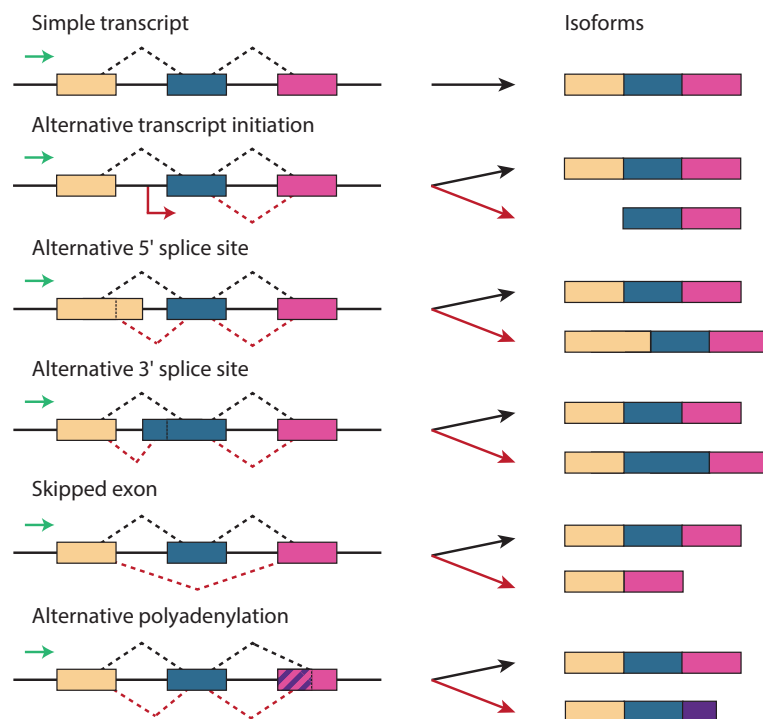 Simple transcript
Isoforms
Alternative transcript initiation
Alternative 5' splice site
Alternative 3' splice site
Skipped exon
Alternative polyadenylation